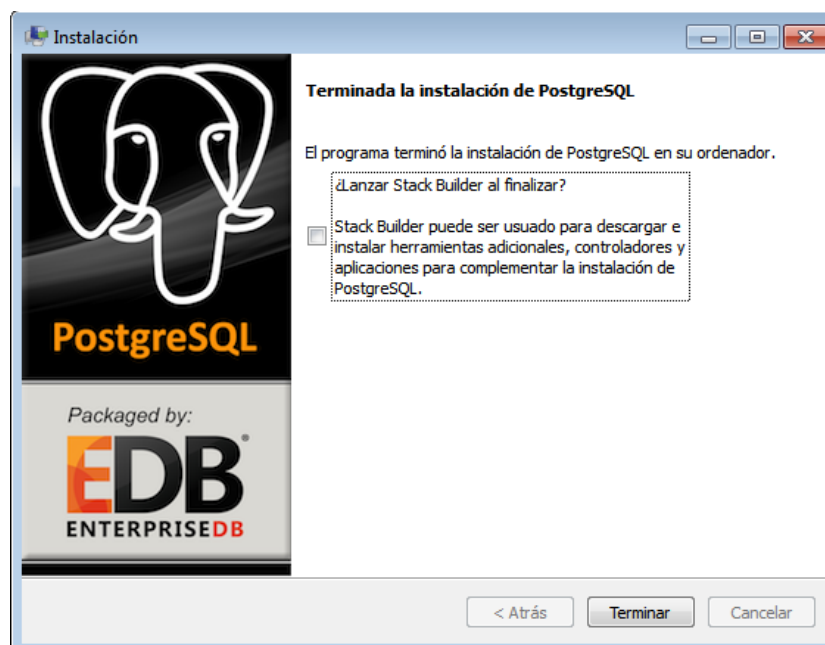 Instalación
Terminada la instalación de PostgreSQL
El programa terminó la instalación de PostgreSQL en su ordenador.
¿Lanzar Stack Builder al finalizar?
Stack Builder puede ser usado para descargar e
instalar herramientas adicionales, controladores y
aplicaciones para complementar la instalación de
PostgreSQL.
PostgreSQL
Packaged by:
EDB®
ENTERPRISEDB
< Atrás
Terminar
Cancelar